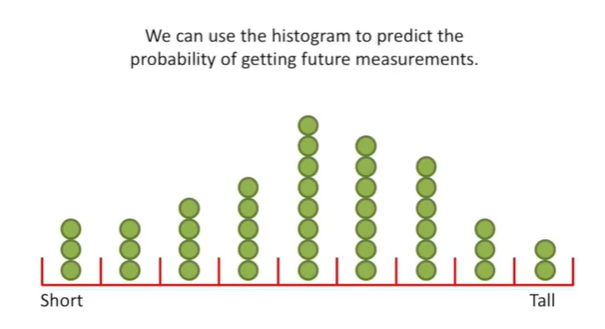 We can use the histogram to predict the
probability of getting future measurements.
Short
Tall